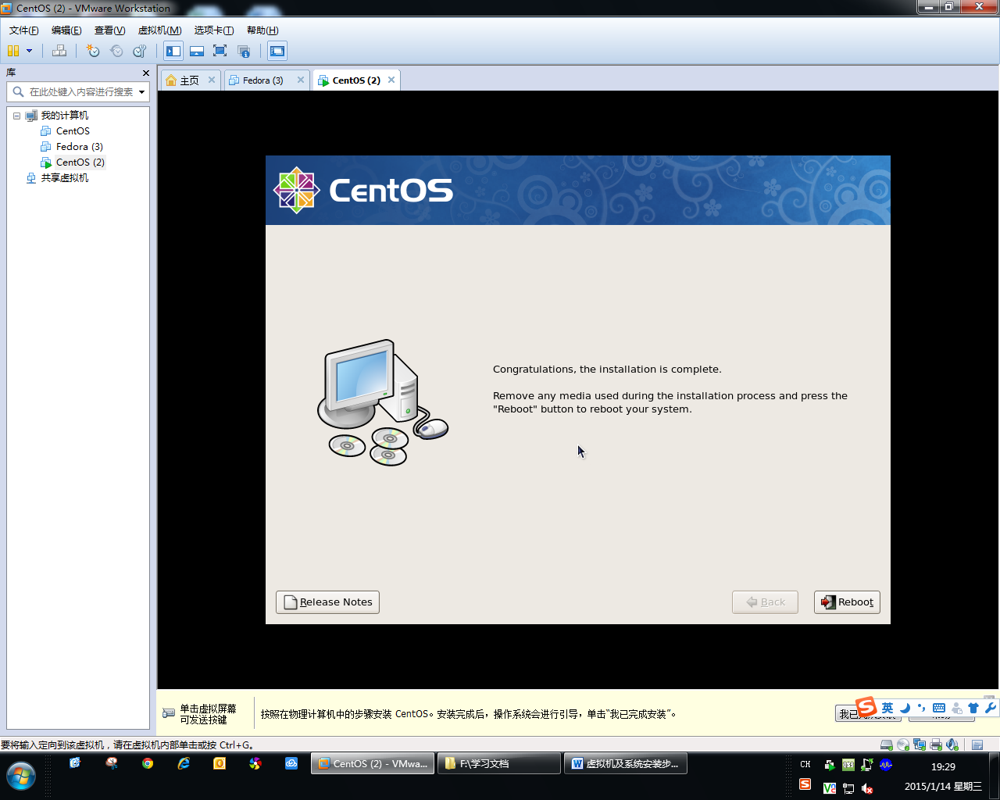 CentOS (2) - VMware Workstation
文件(F) 编辑(E) 查看(V) 虚拟机(M) 选项卡(T) 帮助(H)
库
在此处键入内容进行搜索
我的计算机
CentOS
Fedora (3)
CentOS (2)
共享虚拟机
主页
Fedora (3)
CentOS (2)
CentOS
Congratulations, the installation is complete.
Remove any media used during the installation process and press the
"Reboot" button to reboot your system.
Release Notes
Back
Reboot
单击虚拟屏幕
可发送按键
按照在物理计算机中的步骤安装 CentOS。安装完成后，操作系统会进行引导，单击“我已完成安装”。
英
要将输入定向到该虚拟机，请在虚拟机内部单击或按 Ctrl+G。
CentOS (2) - VMwa...
F:\学习文档
虚拟机及系统安装步...
CH
19:29
2015/1/14 星期三